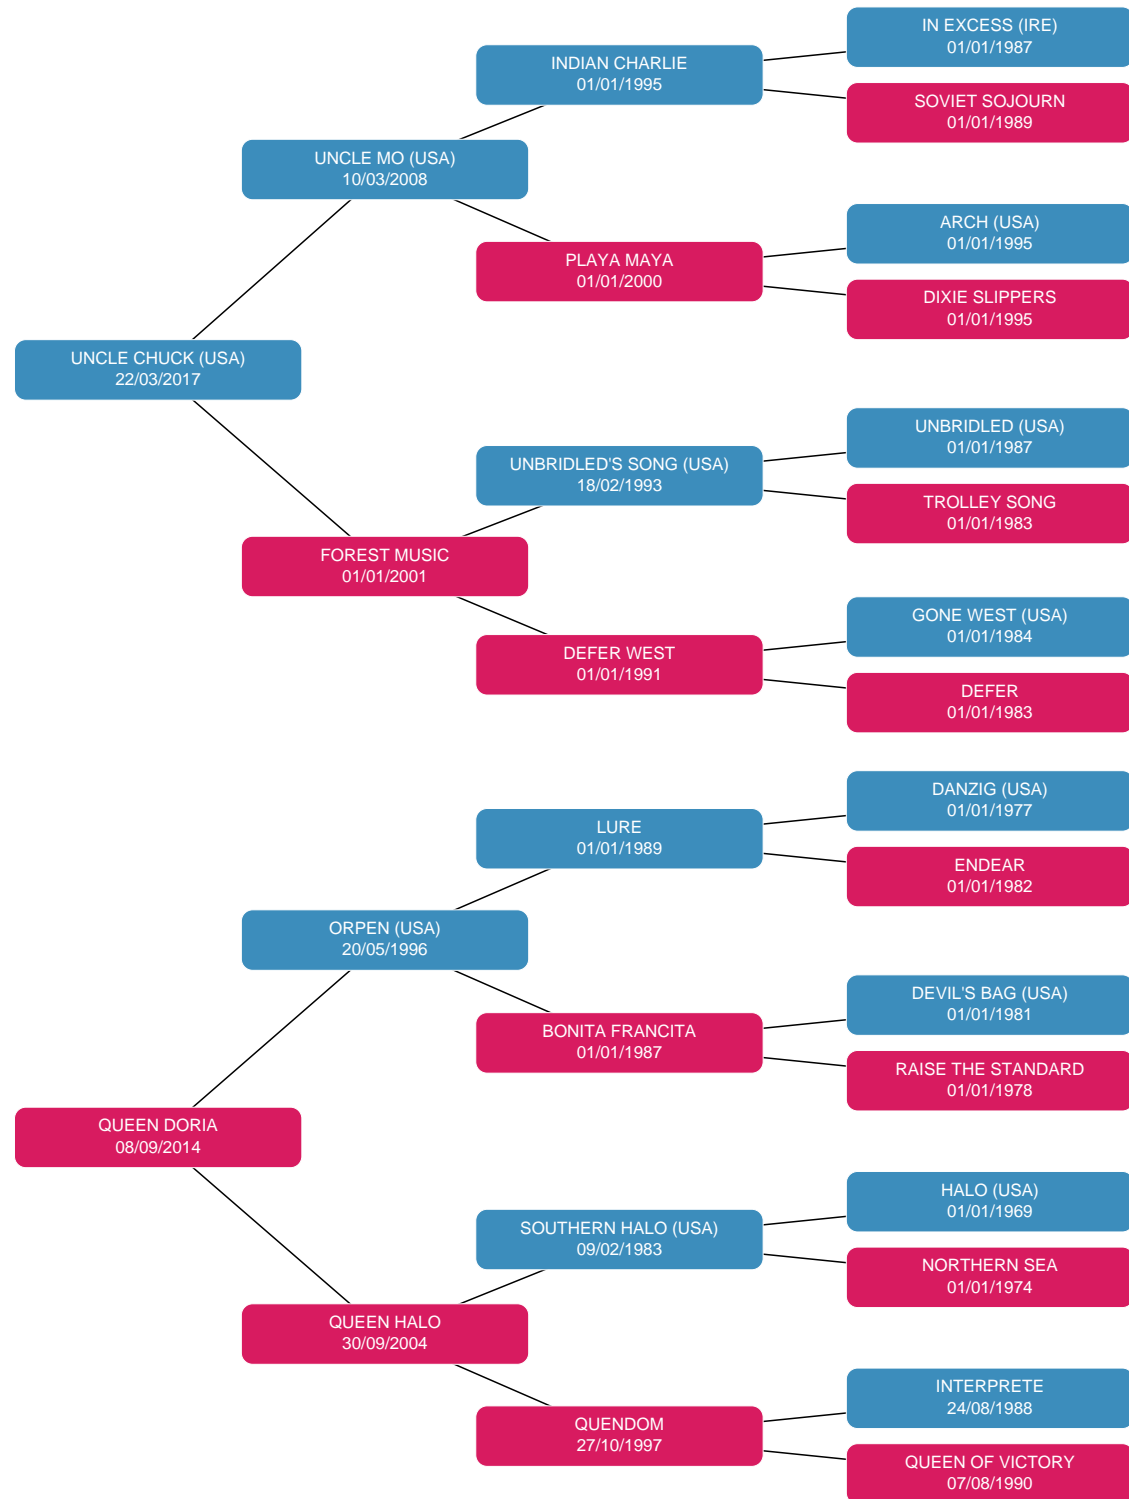 IN EXCESS (IRE)
01/01/1987
INDIAN CHARLIE
01/01/1995
SOVIET SOJOURN
01/01/1989
UNCLE MO (USA)
10/03/2008
ARCH (USA)
01/01/1995
PLAYA MAYA
01/01/2000
DIXIE SLIPPERS
01/01/1995
UNCLE CHUCK (USA)
22/03/2017
UNBRIDLED (USA)
01/01/1987
UNBRIDLED'S SONG (USA)
18/02/1993
TROLLEY SONG
01/01/1983
FOREST MUSIC
01/01/2001
GONE WEST (USA)
01/01/1984
DEFER WEST
01/01/1991
DEFER
01/01/1983
DANZIG (USA)
01/01/1977
LURE
01/01/1989
ENDEAR
01/01/1982
ORPEN (USA)
20/05/1996
DEVIL'S BAG (USA)
01/01/1981
BONITA FRANCITA
01/01/1987
RAISE THE STANDARD
01/01/1978
QUEEN DORIA
08/09/2014
HALO (USA)
01/01/1969
SOUTHERN HALO (USA)
09/02/1983
NORTHERN SEA
01/01/1974
QUEEN HALO
30/09/2004
INTERPRETE
24/08/1988
QUENDOM
27/10/1997
QUEEN OF VICTORY
07/08/1990